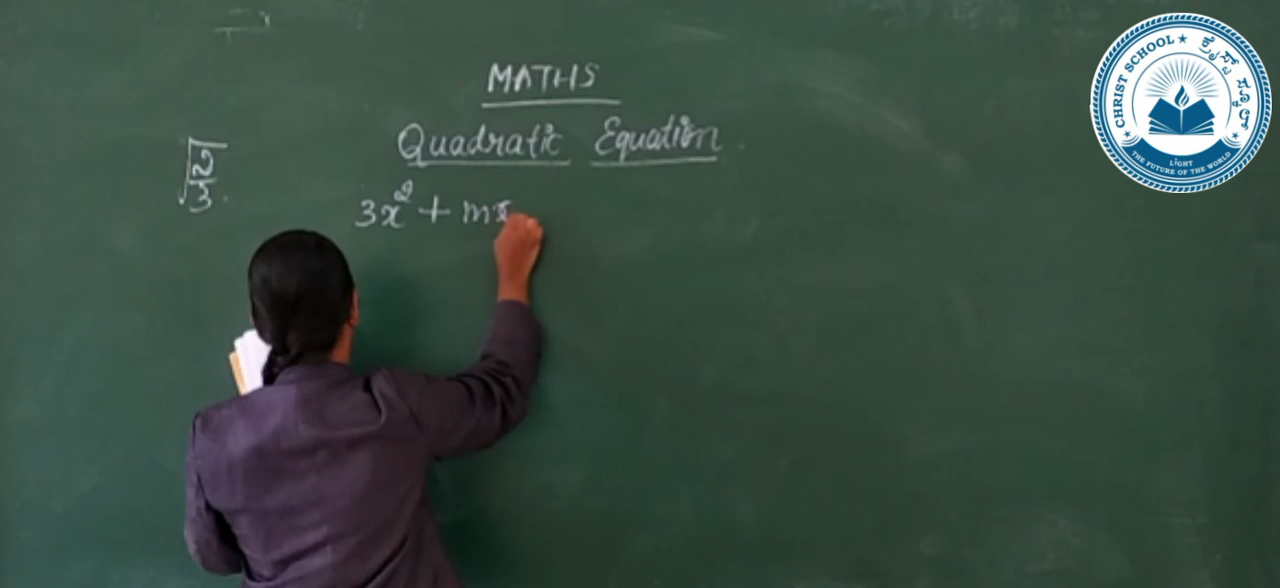 MATHS
Quadratic Equation.
3x² + mx
CHRIST SCHOOL ★ ಕ್ರೈಸ್ಟ್ ಸ್ಕೂಲ್ ★
LIGHT
THE FUTURE OF THE WORLD